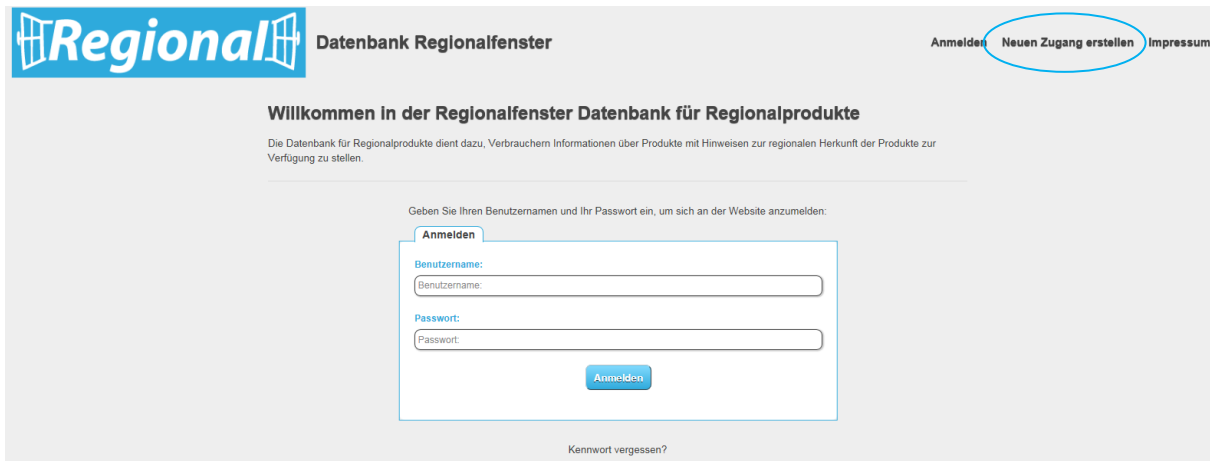 Regional
Datenbank Regionalfenster
Anmelden Neuen Zugang erstellen Impressum
Willkommen in der Regionalfenster Datenbank für Regionalprodukte
Die Datenbank für Regionalprodukte dient dazu, Verbrauchern Informationen über Produkte mit Hinweisen zur regionalen Herkunft der Produkte zur
Verfügung zu stellen.
Geben Sie Ihren Benutzernamen und Ihr Passwort ein, um sich an der Website anzumelden:
Anmelden
Benutzername:
Benutzername:
Passwort:
Passwort:
Anmelden
Kennwort vergessen?